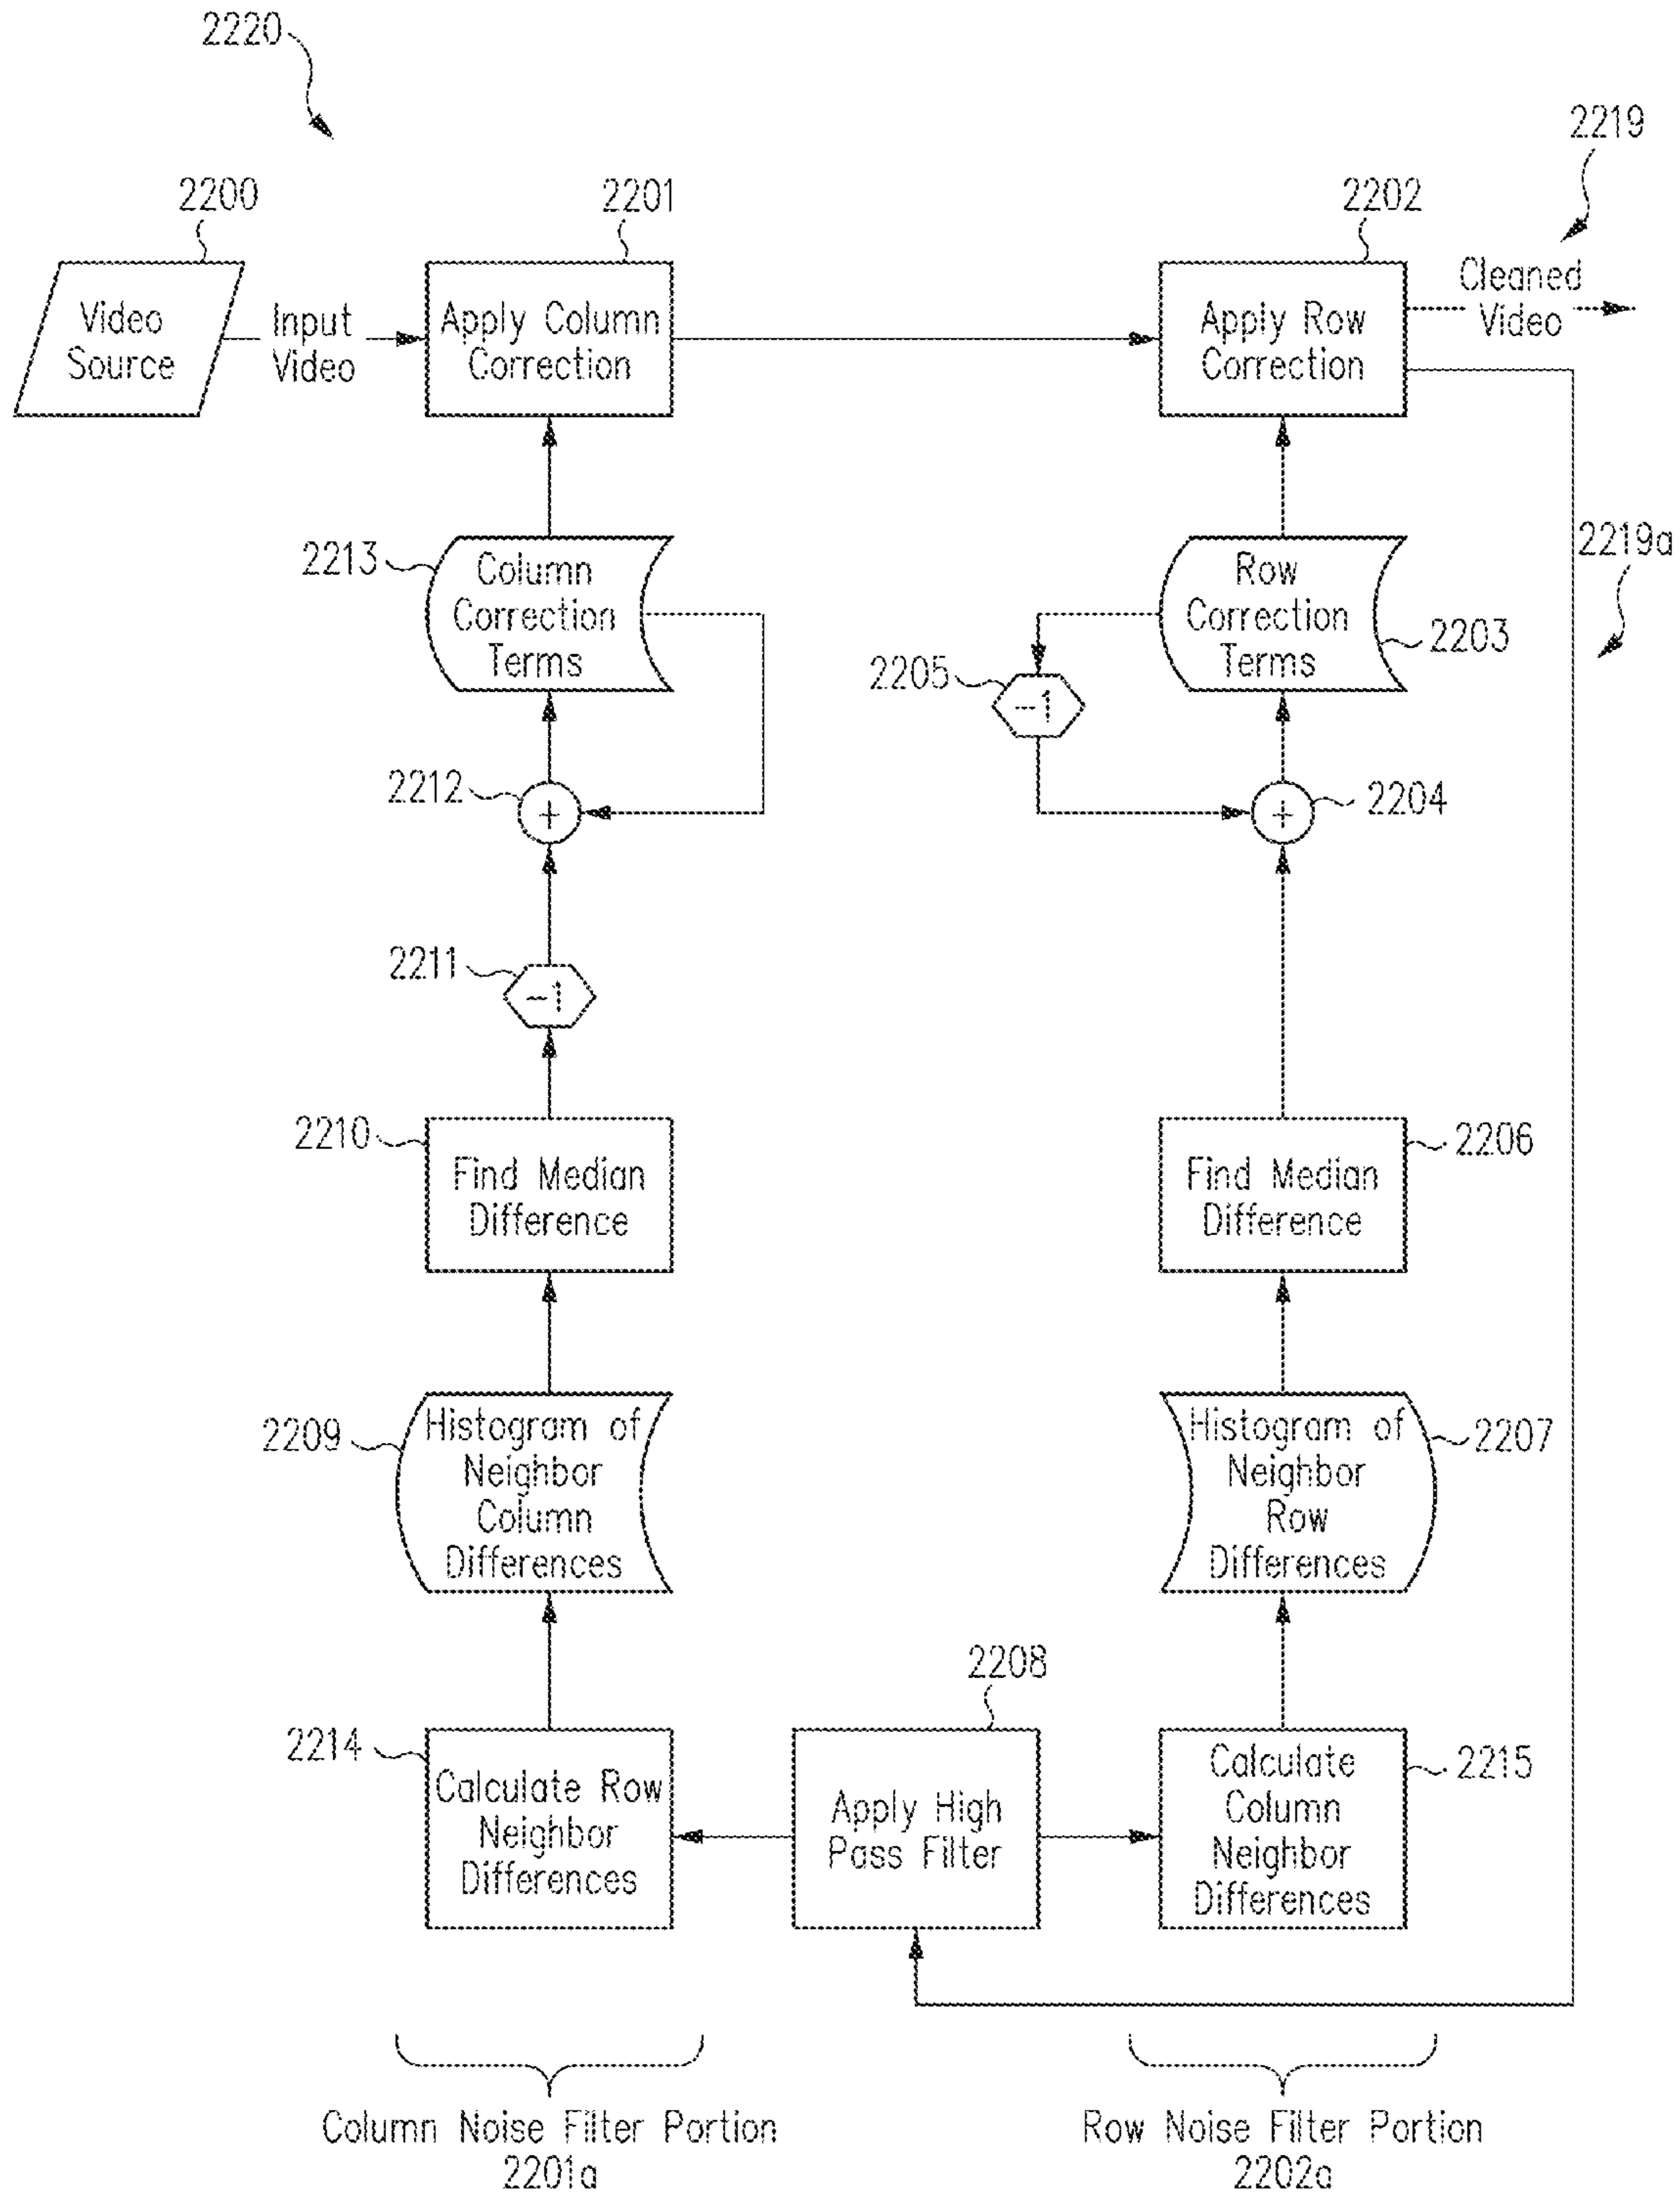 2220
2219
2200
2201
2202
Video
Source
Input
Video
Apply Column
Correction
Apply Row
Correction
Cleaned
Video
2219a
2213
Column
Correction
Terms
Row
Correction
Terms
2203
2205
-1
2212
+
+
2204
2211
-1
2210
Find Median
Difference
Find Median
Difference
2206
2209
Histogram of
Neighbor
Column
Differences
Histogram of
Neighbor
Row
Differences
2207
2208
2214
Calculate Row
Neighbor
Differences
Apply High
Pass Filter
Calculate
Column
Neighbor
Differences
2215
Column Noise Filter Portion
2201a
Row Noise Filter Portion
2202a